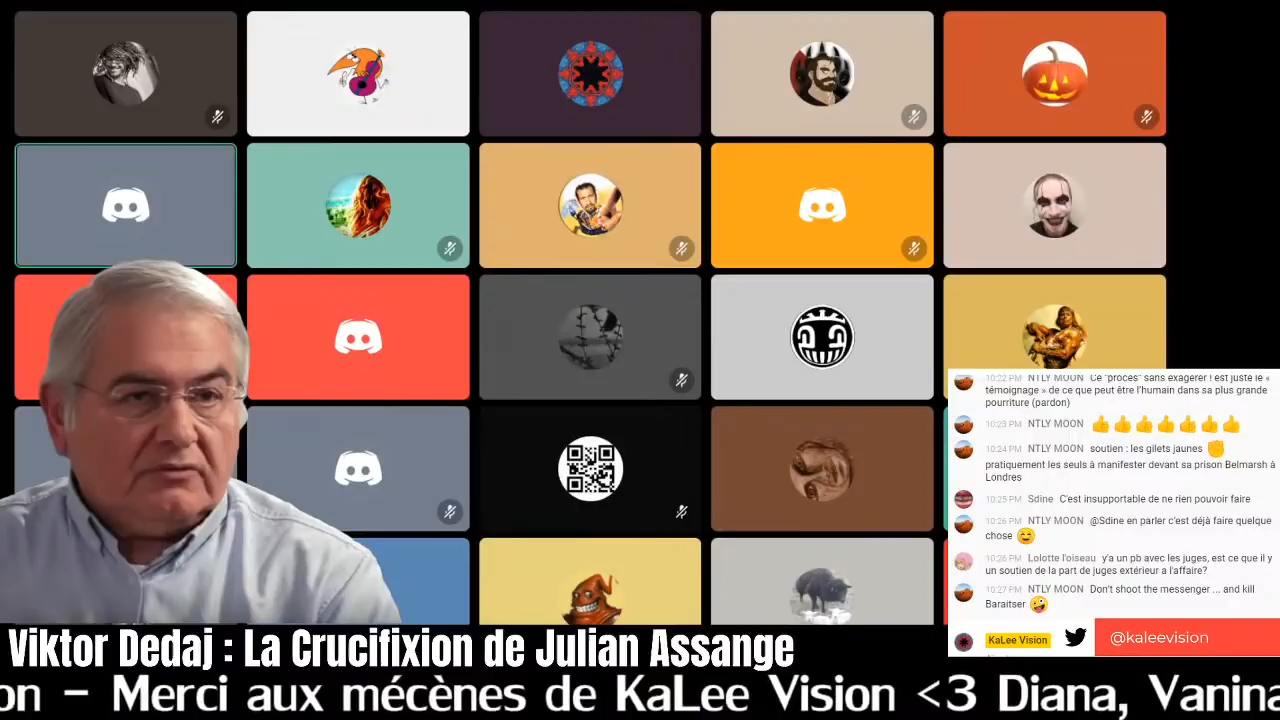 10:22 PM NTLY MOON Ce "procès" sans exagérer ! est juste le «
témoignage » de ce que peut être l'humain dans sa plus grande
pourriture (pardon)
10:23 PM NTLY MOON 👍👍👍👍👍👍👍
10:24 PM NTLY MOON soutien : les gilets jaunes ✊
pratiquement les seuls à manifester devant sa prison Belmarsh à
Londres
10:25 PM Sdine C'est insupportable de ne rien pouvoir faire
10:26 PM NTLY MOON @Sdine en parler c'est déjà faire quelque
chose 😊
10:26 PM Lolotte l'oiseau y'a un pb avec les juges, est ce que il y
un soutien de la part de juges extérieur a l'affaire?
10:27 PM NTLY MOON Don't shoot the messenger ... and kill
Baraitser 🤪
KaLee Vision
@kaleevision
Viktor Dedaj : La Crucifixion de Julian Assange
on - Merci aux mécènes de KaLee Vision <3 Diana, Vanina